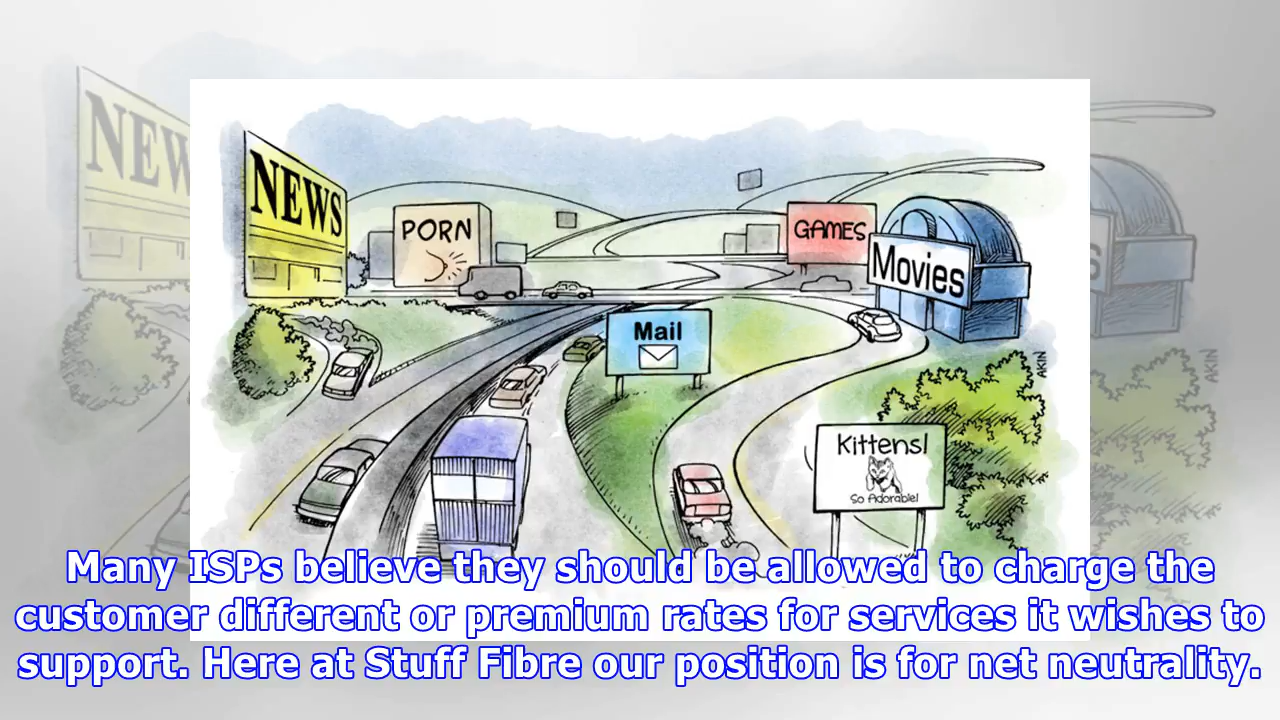 NEWS
PORN
GAMES
Movies
Mail
AKIN
Kittens!
So Adorable!
Many ISPs believe they should be allowed to charge the
customer different or premium rates for services it wishes to
support. Here at Stuff Fibre our position is for net neutrality.